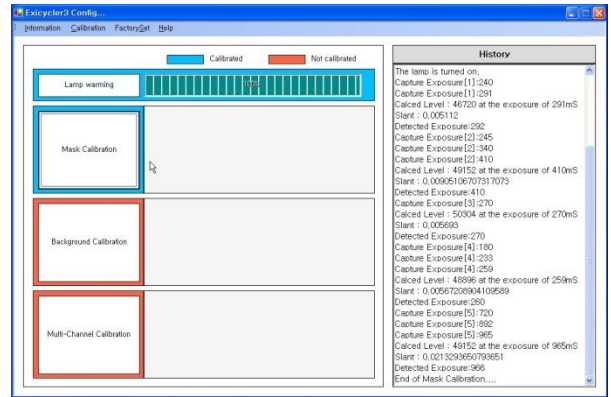 Exicycler3 Config...
Information Calibration FactorySet Help
Calibrated Not calibrated
Lamp warming
100%
Mask Calibration
Background Calibration
Multi-Channel Calibration
History
The lamp is turned on.
Capture Exposure[1]:240
Capture Exposure[1]:291
Calced Level : 46720 at the exposure of 291mS
Slant : 0,005112
Detected Exposure:292
Capture Exposure[2]:245
Capture Exposure[2]:340
Capture Exposure[2]:410
Calced Level : 49152 at the exposure of 410mS
Slant : 0,00905106707317073
Detected Exposure:410
Capture Exposure[3]:270
Calced Level : 50304 at the exposure of 270mS
Slant : 0,005693
Detected Exposure:270
Capture Exposure[4]:180
Capture Exposure[4]:233
Capture Exposure[4]:259
Calced Level : 48896 at the exposure of 259mS
Slant : 0,00567208904109589
Detected Exposure:260
Capture Exposure[5]:720
Capture Exposure[5]:892
Capture Exposure[5]:965
Calced Level : 49152 at the exposure of 965mS
Slant : 0,0213293650793651
Detected Exposure:966
End of Mask Calibration,...